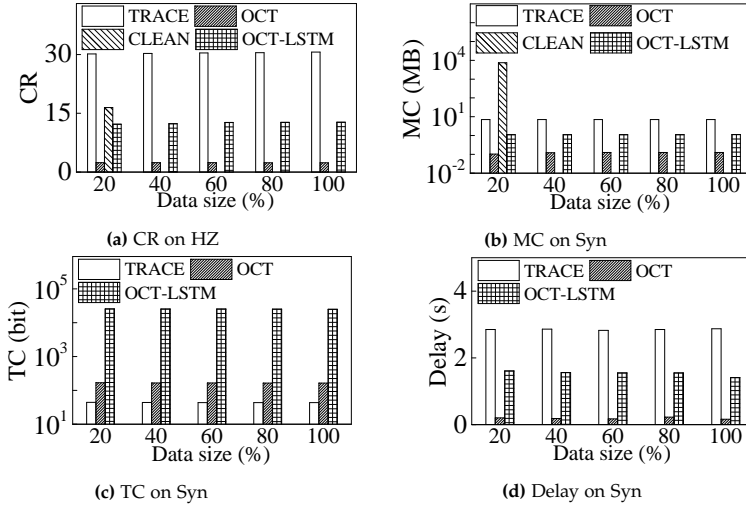 TRACE OCT
CLEAN OCT-LSTM
CR
30
15
0
20 40 60 80 100
Data size (%)
(a) CR on HZ
TRACE OCT
CLEAN OCT-LSTM
MC (MB)
10^4
10^1
10^-2
20 40 60 80 100
Data size (%)
(b) MC on Syn
TRACE OCT
OCT-LSTM
TC (bit)
10^5
10^3
10^1
20 40 60 80 100
Data size (%)
(c) TC on Syn
TRACE OCT
OCT-LSTM
Delay (s)
4
2
0
20 40 60 80 100
Data size (%)
(d) Delay on Syn